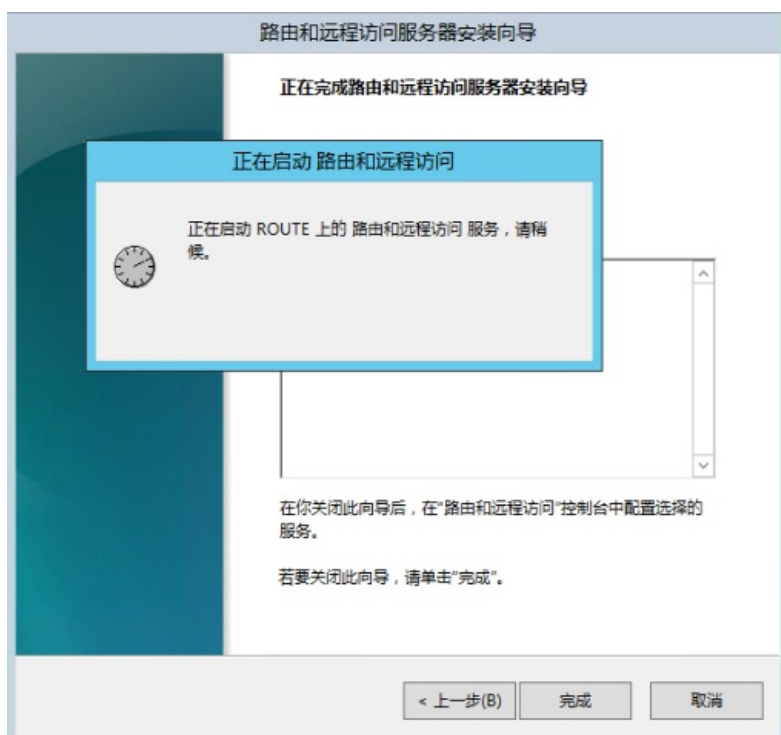 路由和远程访问服务器安装向导
正在完成路由和远程访问服务器安装向导
正在启动 路由和远程访问
正在启动 ROUTE 上的 路由和远程访问 服务，请稍
候。
在你关闭此向导后，在"路由和远程访问"控制台中配置选择的
服务。
若要关闭此向导，请单击"完成"。
< 上一步(B)
完成
取消